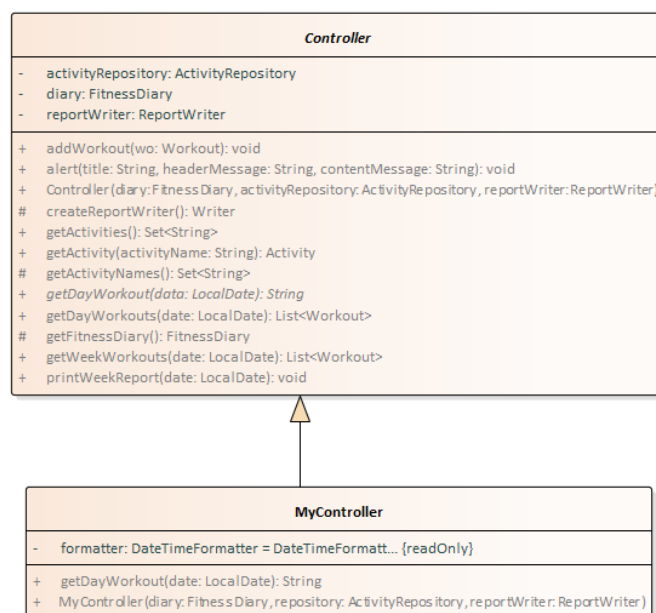 Controller
- activityRepository: ActivityRepository
- diary: FitnessDiary
- reportWriter: ReportWriter
+ addWorkout(wo: Workout): void
+ alert(title: String, headerMessage: String, contentMessage: String): void
+ Controller(diary:FitnessDiary, activityRepository:ActivityRepository, reportWriter:ReportWriter)
# createReportWriter(): Writer
+ getActivities(): Set<String>
+ getActivity(activityName: String): Activity
# getActivityNames(): Set<String>
+ getDayWorkout(data: LocalDate): String
+ getDayWorkouts(date: LocalDate): List<Workout>
# getFitnessDiary(): FitnessDiary
+ getWeekWorkouts(date: LocalDate): List<Workout>
+ printWeekReport(date: LocalDate): void
MyController
- formatter: DateTimeFormatter = DateTimeFormatt... {readOnly}
+ getDayWorkout(date: LocalDate): String
+ MyController(diary:FitnessDiary, repository:ActivityRepository, reportWriter:ReportWriter)